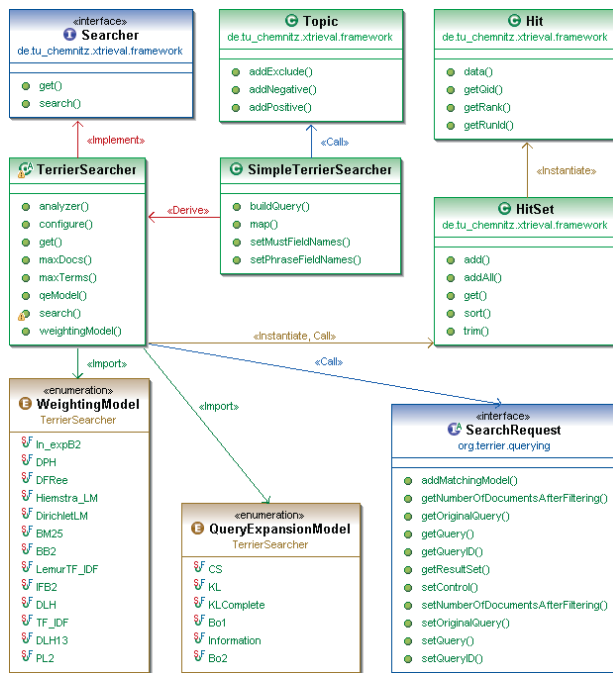 «interface»
Searcher
de.tu_chemnitz.xtrieval.framework
get()
search()
Topic
de.tu_chemnitz.xtrieval.framework
addExclude()
addNegative()
addPositive()
Hit
de.tu_chemnitz.xtrieval.framework
data()
getQid()
getRank()
getRunId()
«Implement»
«Call»
«Instantiate»
TerrierSearcher
analyzer()
configure()
get()
maxDocs()
maxTerms()
qeModel()
search()
weightingModel()
«Derive»
SimpleTerrierSearcher
buildQuery()
map()
setMustFieldNames()
setPhraseFieldNames()
HitSet
de.tu_chemnitz.xtrieval.framework
add()
addAll()
get()
sort()
trim()
«Instantiate, Call»
«Call»
«Import»
«Import»
«enumeration»
WeightingModel
TerrierSearcher
In_expB2
DPH
DFRee
Hiemstra_LM
DirichletLM
BM25
BB2
LemurTF_IDF
IFB2
DLH
TF_IDF
DLH13
PL2
«enumeration»
QueryExpansionModel
TerrierSearcher
CS
KL
KLComplete
Bo1
Information
Bo2
«interface»
SearchRequest
org.terrier.querying
addMatchingModel()
getNumberOfDocumentsAfterFiltering()
getOriginalQuery()
getQuery()
getQueryID()
getResultSet()
setControl()
setNumberOfDocumentsAfterFiltering()
setOriginalQuery()
setQuery()
setQueryID()